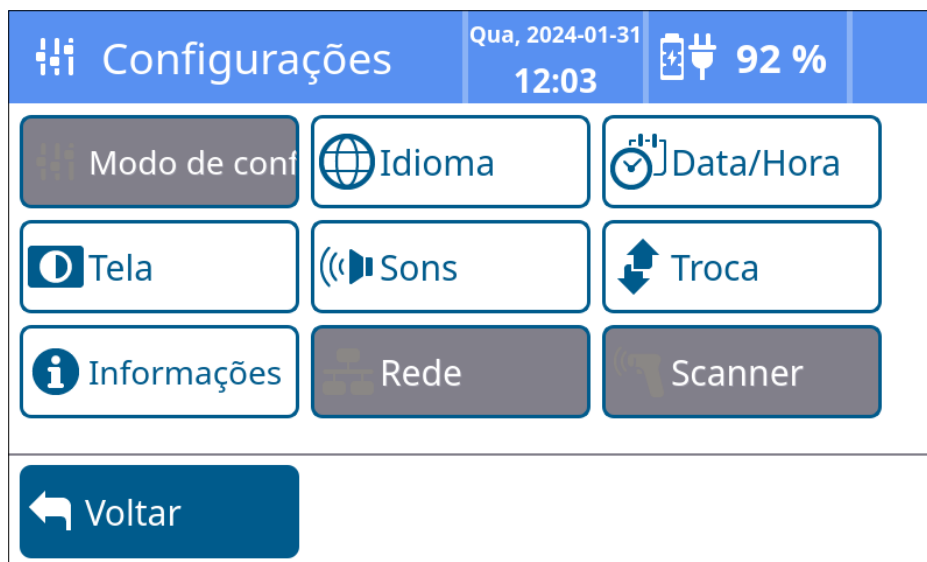 Configurações
Qua, 2024-01-31
12:03
92 %
Modo de conf
Idioma
Data/Hora
Tela
Sons
Troca
Informações
Rede
Scanner
Voltar